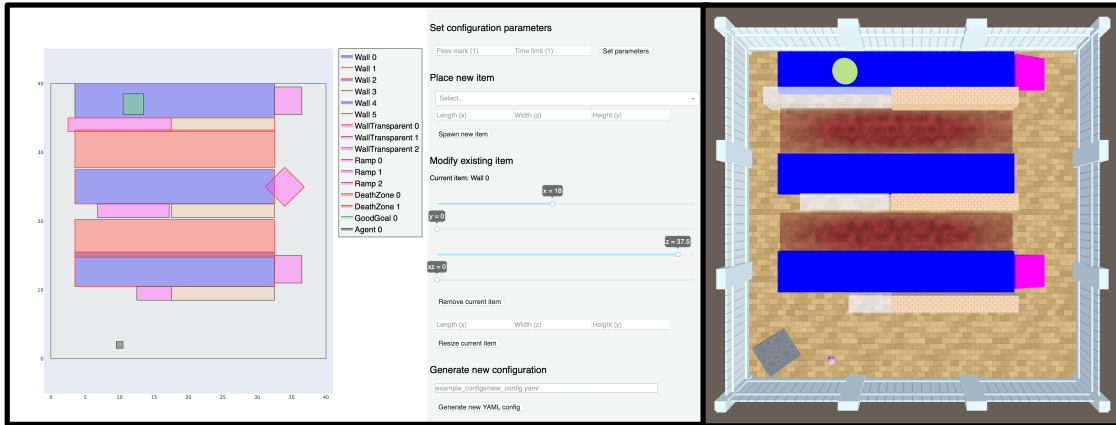 40
30
20
10
0
0
10
20
30
40
Wall 0
Wall 1
Wall 2
Wall 3
Wall 4
Wall 5
WallTransparent 0
WallTransparent 1
WallTransparent 2
Ramp 0
Ramp 1
Ramp 2
DeathZone 0
DeathZone 1
GoodGoal 0
Agent 0
Set configuration parameters
Pass mark (1) Time limit (1) Set parameters
Place new item
Select...
Length (x) Width (z) Height (y)
Spawn new item
Modify existing item
Current item: Wall 0
x = 18
y = 0
z = 37.5
xz = 0
Remove current item
Length (x) Width (z) Height (y)
Resize current item
Generate new configuration
example_configs/new_config.yaml
Generate new YAML config